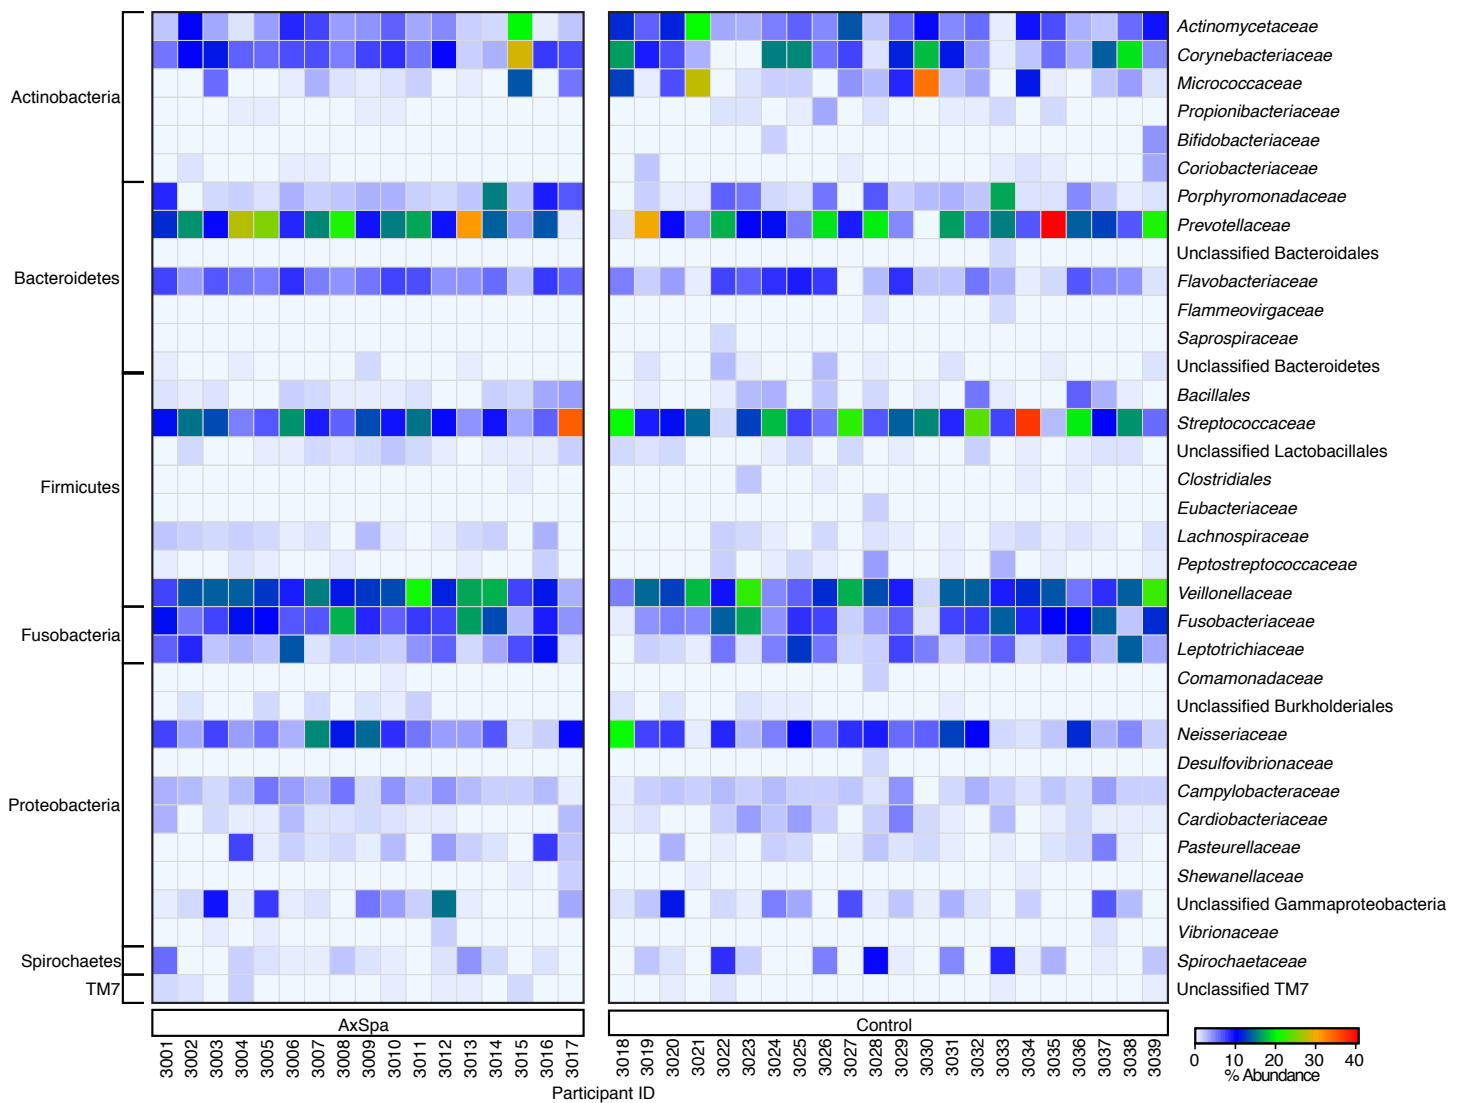 Actinobacteria
Bacteroidetes
Firmicutes
Fusobacteria
Proteobacteria
Spirochaetes
TM7
Actinomycetaceae
Corynebacteriaceae
Micrococcaceae
Propionibacteriaceae
Bifidobacteriaceae
Coriobacteriaceae
Porphyromonadaceae
Prevotellaceae
Unclassified Bacteroidales
Flavobacteriaceae
Flammeovirgaceae
Saprospiraceae
Unclassified Bacteroidetes
Bacillales
Streptococcaceae
Unclassified Lactobacillales
Clostridiales
Eubacteriaceae
Lachnospiraceae
Peptostreptococcaceae
Veillonellaceae
Fusobacteriaceae
Leptotrichiaceae
Comamonadaceae
Unclassified Burkholderiales
Neisseriaceae
Desulfovibrionaceae
Campylobacteraceae
Cardiobacteriaceae
Pasteurellaceae
Shewanellaceae
Unclassified Gammaproteobacteria
Vibrionaceae
Spirochaetaceae
Unclassified TM7
AxSpa
Control
3001 3002 3003 3004 3005 3006 3007 3008 3009 3010 3011 3012 3013 3014 3015 3016 3017 3018 3019 3020 3021 3022 3023 3024 3025 3026 3027 3028 3029 3030 3031 3032 3033 3034 3035 3036 3037 3038 3039
Participant ID
0 10 20 30 40
% Abundance